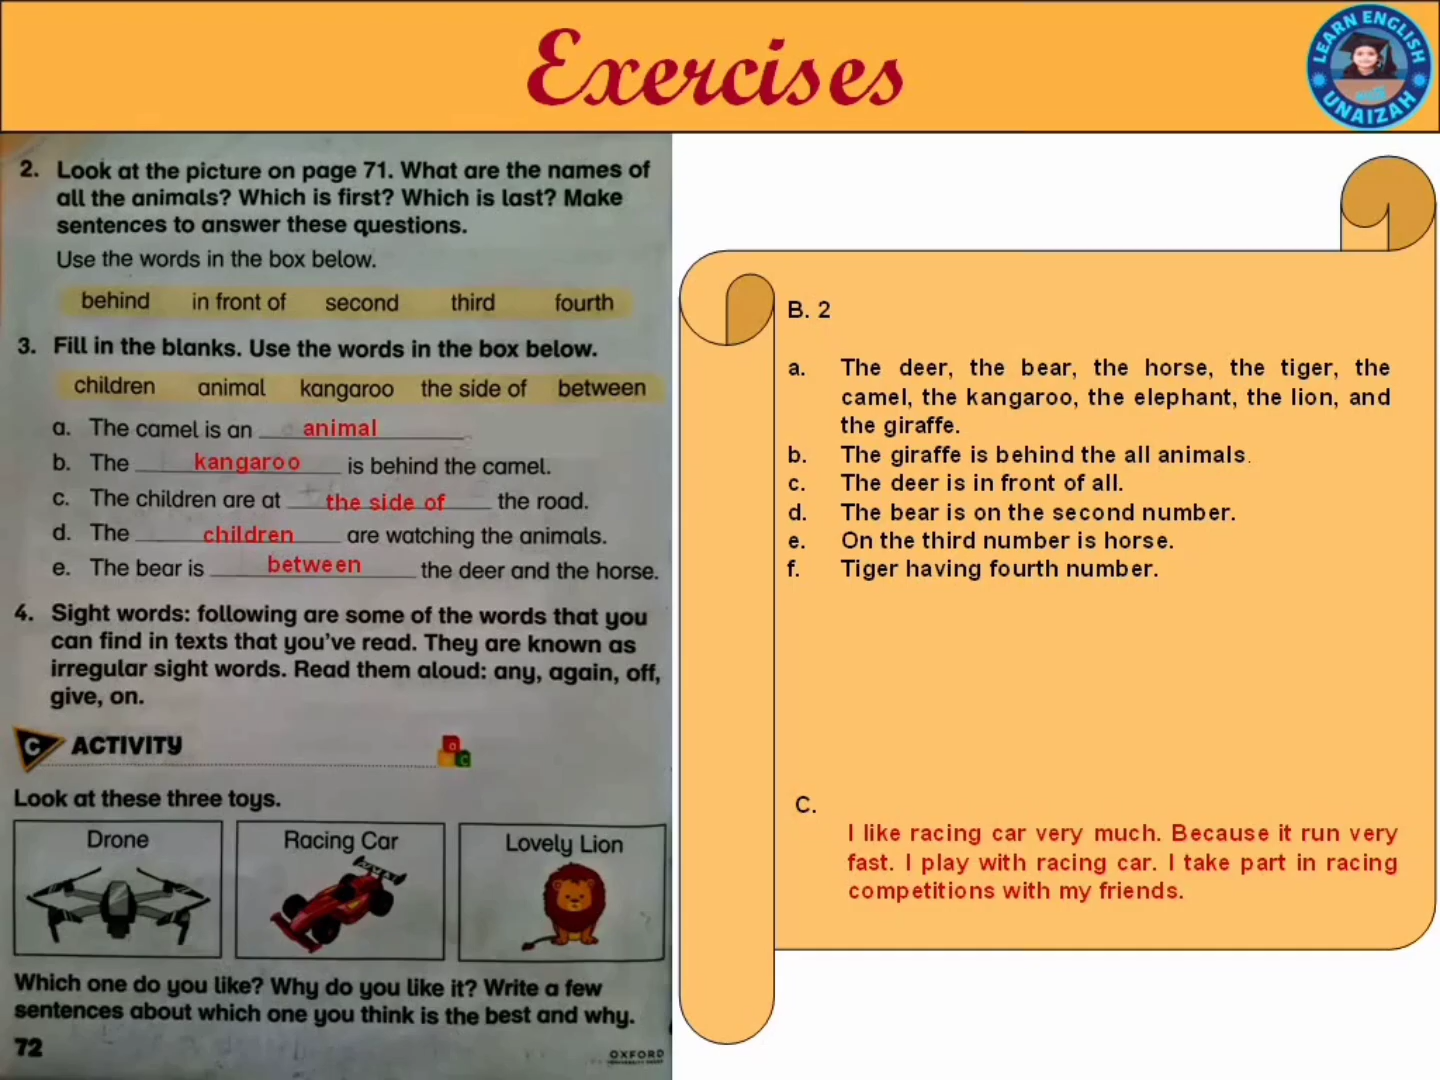 Exercises
LEARN ENGLISH
UNAIZAH
2. Look at the picture on page 71. What are the names of
all the animals? Which is first? Which is last? Make
sentences to answer these questions.
Use the words in the box below.
behind in front of second third fourth
3. Fill in the blanks. Use the words in the box below.
children animal kangaroo the side of between
a. The camel is an animal
b. The kangaroo is behind the camel.
c. The children are at the side of the road.
d. The children are watching the animals.
e. The bear is between the deer and the horse.
4. Sight words: following are some of the words that you
can find in texts that you've read. They are known as
irregular sight words. Read them aloud: any, again, off,
give, on.
C ACTIVITY
Look at these three toys.
Drone Racing Car Lovely Lion
Which one do you like? Why do you like it? Write a few
sentences about which one you think is the best and why.
72
OXFORD
B. 2
a. The deer, the bear, the horse, the tiger, the
camel, the kangaroo, the elephant, the lion, and
the giraffe.
b. The giraffe is behind the all animals.
c. The deer is in front of all.
d. The bear is on the second number.
e. On the third number is horse.
f. Tiger having fourth number.
C.
I like racing car very much. Because it run very
fast. I play with racing car. I take part in racing
competitions with my friends.